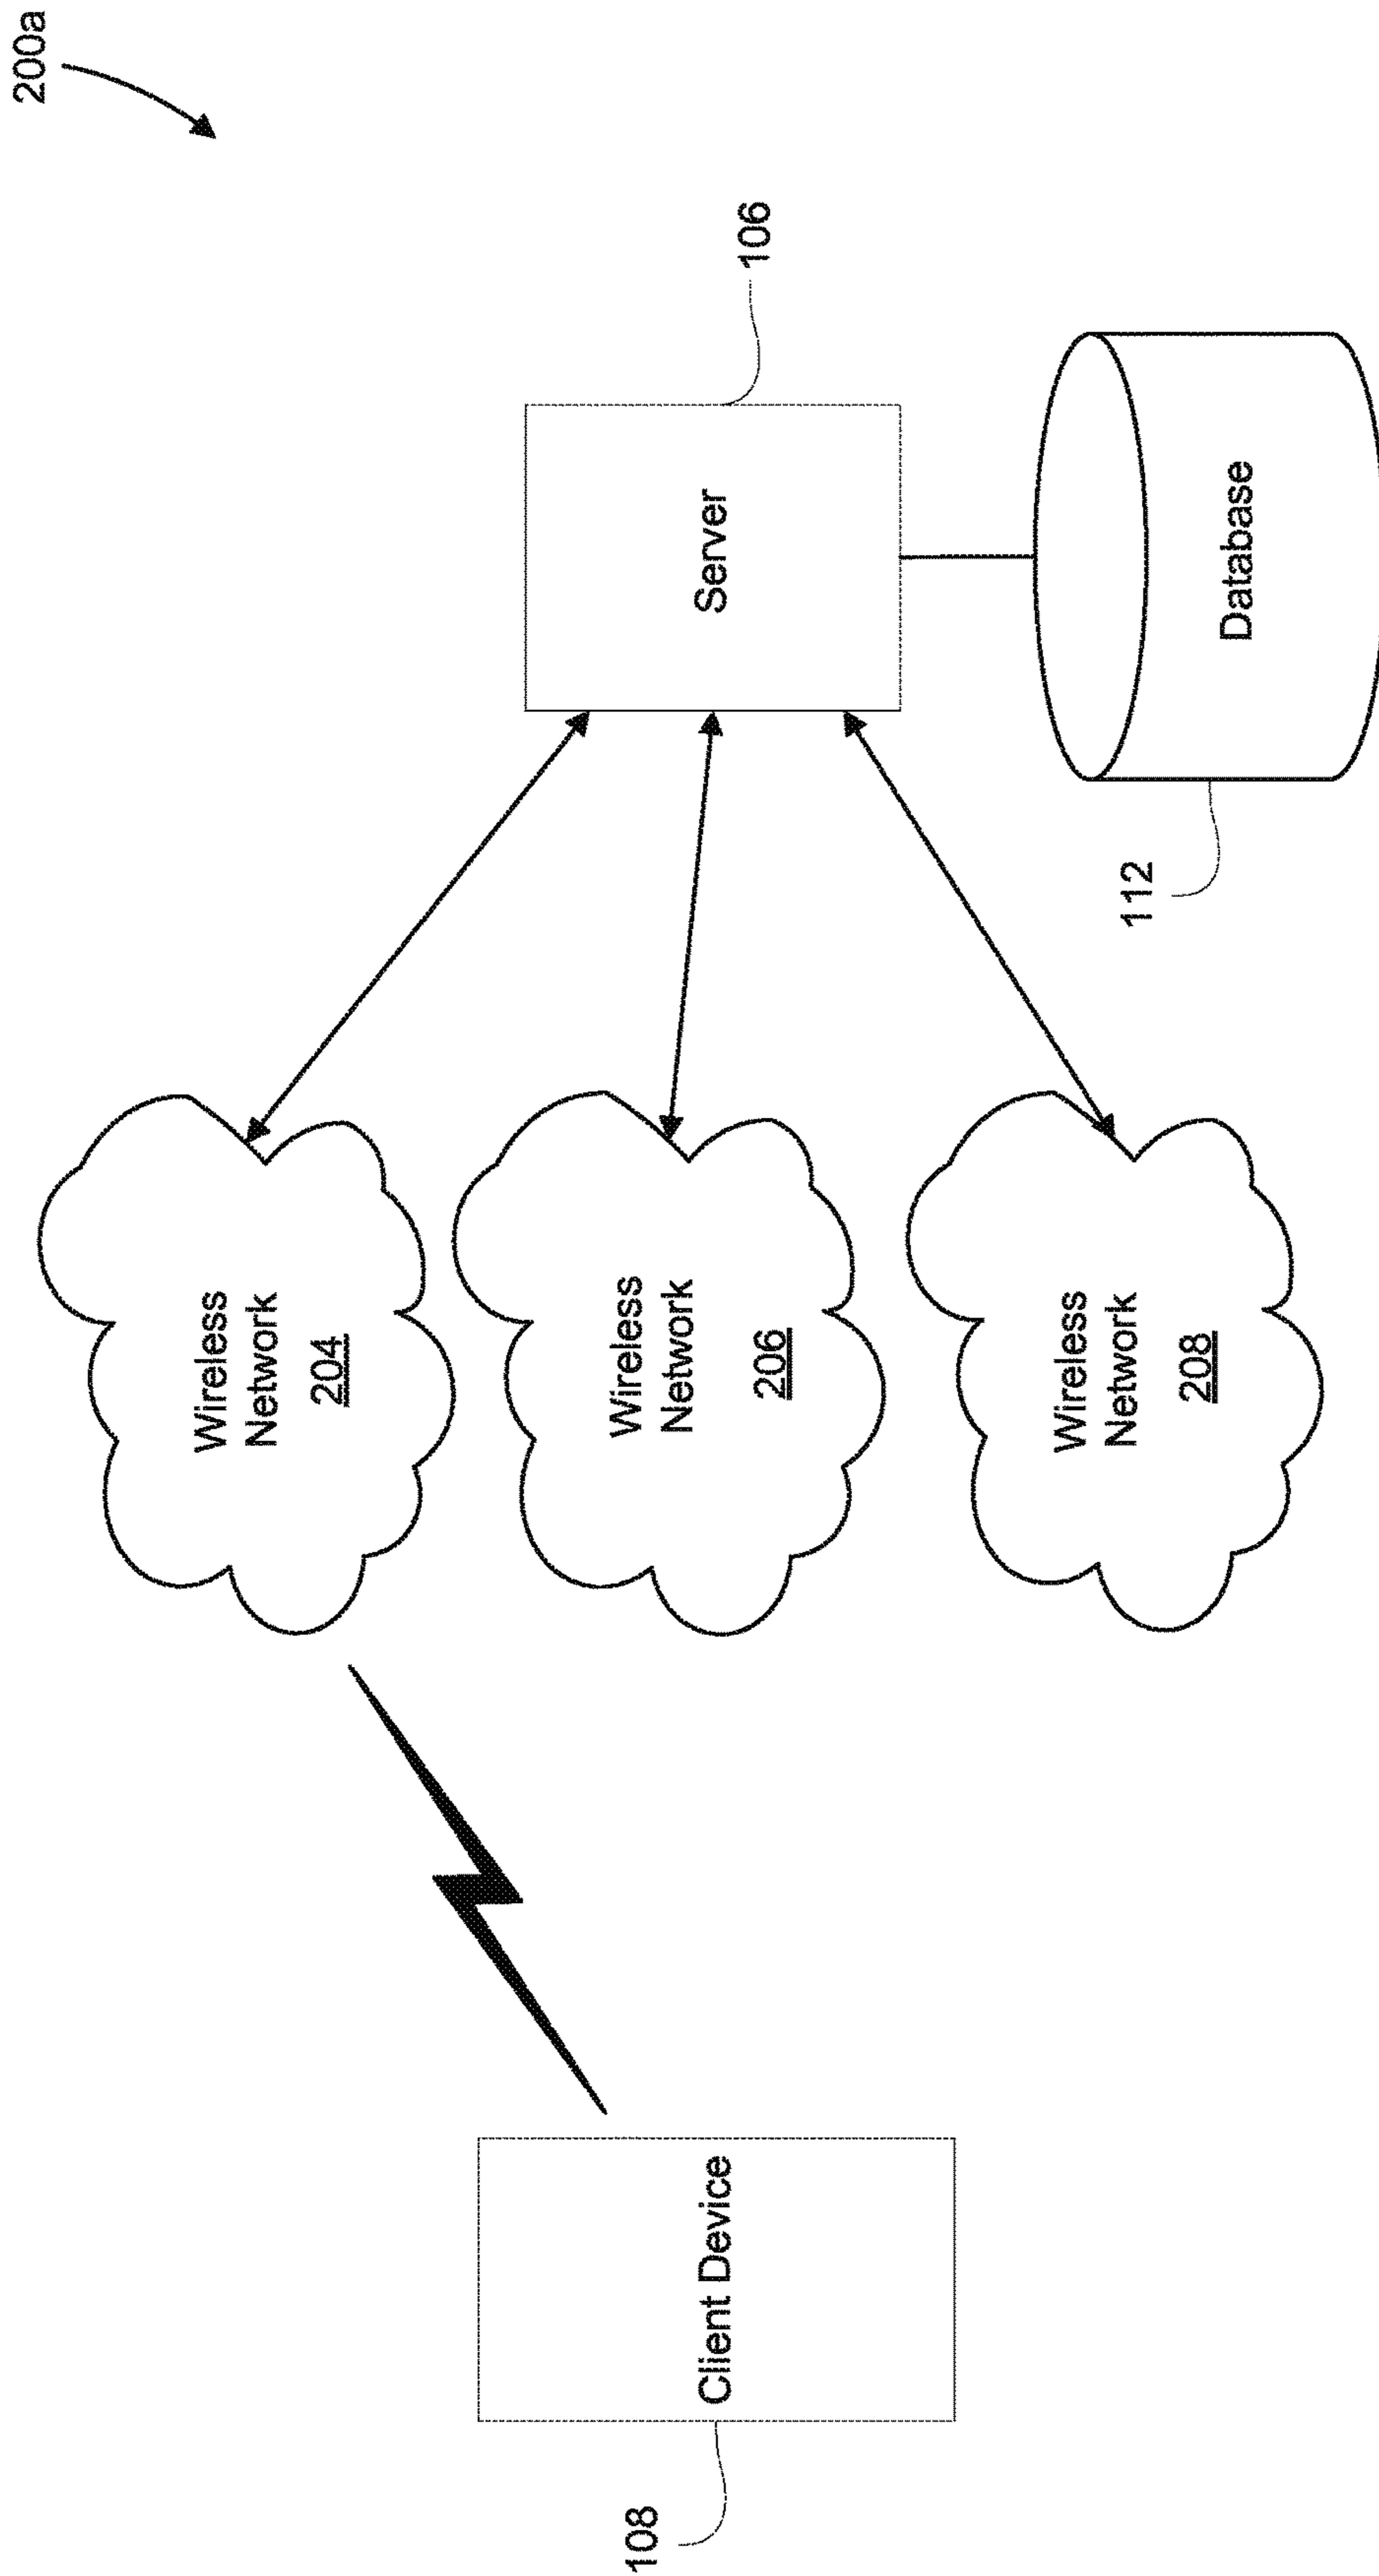 200a
Wireless
Network
204
Wireless
Network
206
Wireless
Network
208
Server
106
Database
112
Client Device
108